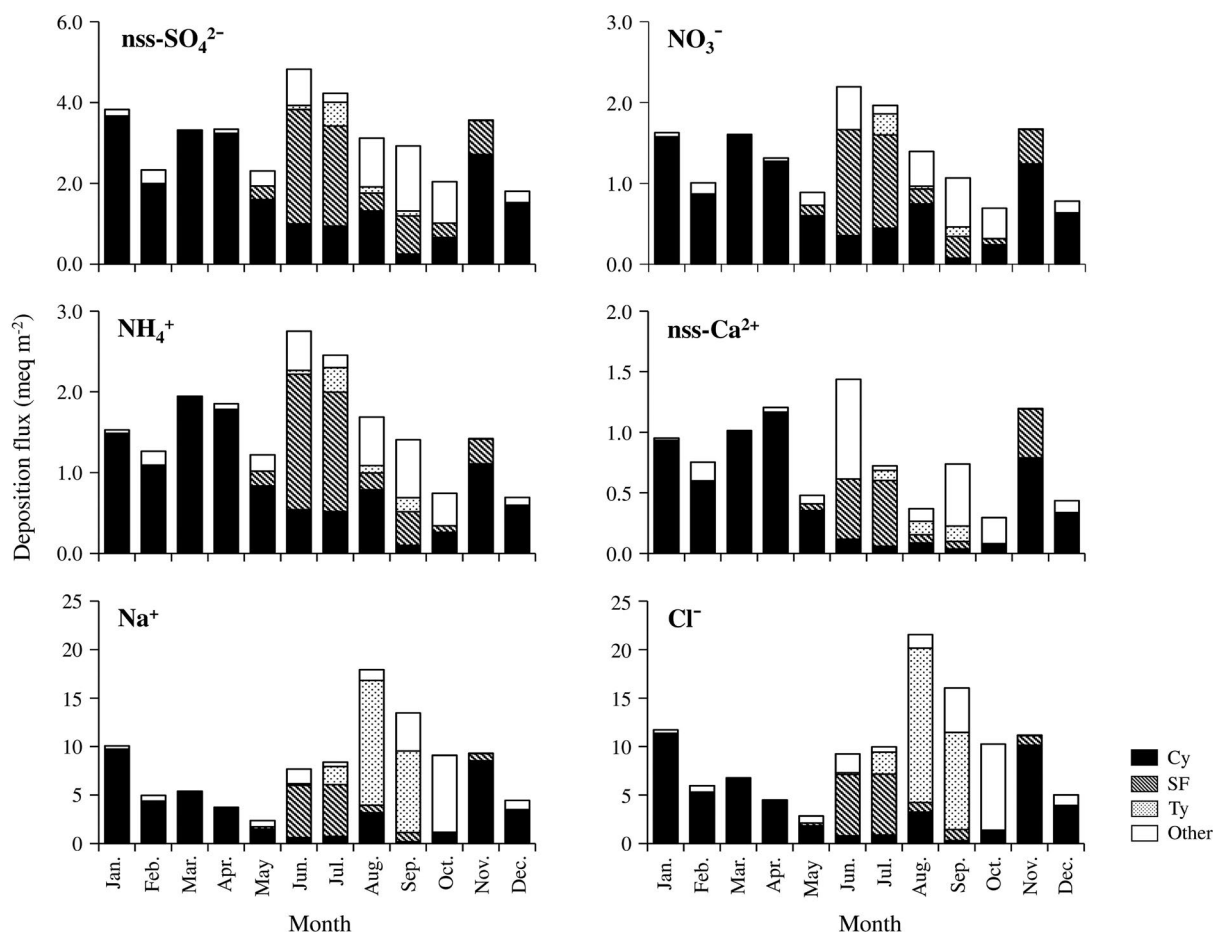 nss-SO₄²⁻
6.0
4.0
2.0
0.0
NO₃⁻
3.0
2.0
1.0
0.0
NH₄⁺
3.0
2.0
1.0
0.0
nss-Ca²⁺
2.0
1.5
1.0
0.5
0.0
Deposition flux (meq m⁻²)
Na⁺
25
20
15
10
5
0
Jan. Feb. Mar. Apr. May Jun. Jul. Aug. Sep. Oct. Nov. Dec.
Month
Cl⁻
25
20
15
10
5
0
Jan. Feb. Mar. Apr. May Jun. Jul. Aug. Sep. Oct. Nov. Dec.
Month
Cy
SF
Ty
Other